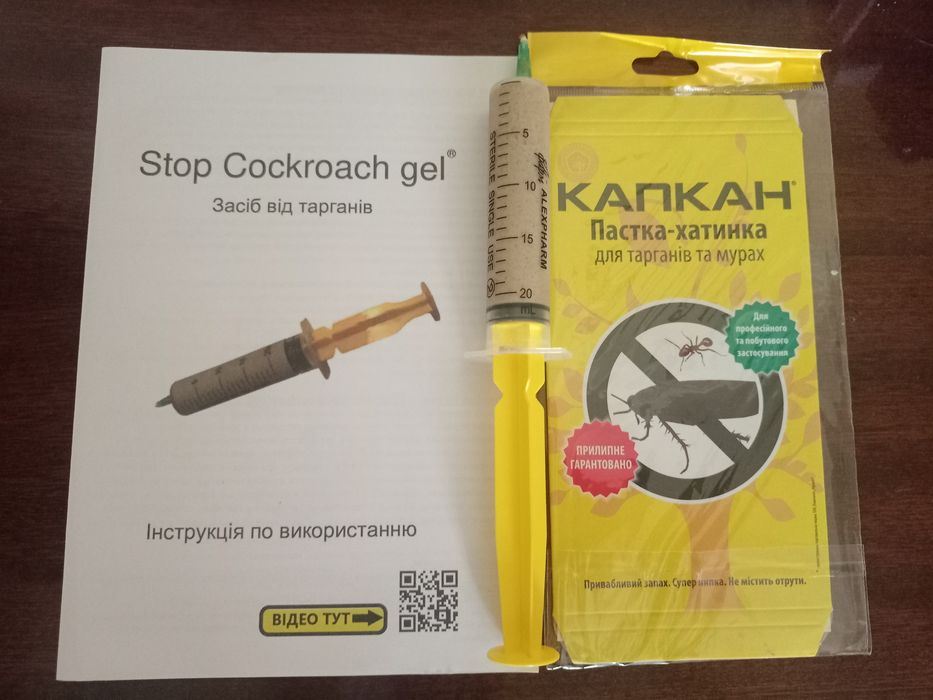 Stop Cockroach gel®
Засіб від тарганів
Інструкція по використанню
ВІДЕО ТУТ
5
10
15
20
mL
STERILE SINGLE USE 2
ALEXPHARM
КАПКАН®
Пастка-хатинка
для тарганів та мурах
Для
професійного
та побутового
застосування
ПРИЛИПНЕ
ГАРАНТОВАНО
Привабливий запах. Супер липка. Не містить отрути.